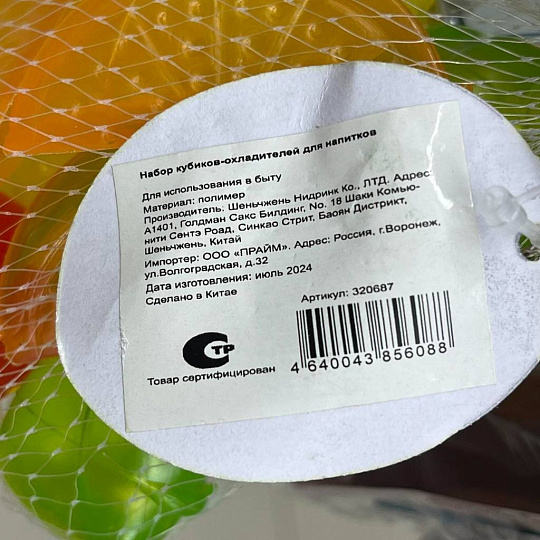 Набор кубиков-охладителей для напитков
Для использования в быту
Материал: полимер
Производитель: Шеньчжень Нидринк Ко., ЛТД. Адрес:
А1401, Голдман Сакс Билдинг, No. 18 Шаки Комью-
нити Сентэ Роад, Синкао Стрит, Баоян Дистрикт,
Шеньчжень, Китай
Импортер: ООО «ПРАЙМ». Адрес: Россия, г.Воронеж,
ул.Волгоградская, д.32
Дата изготовления: июль 2024
Сделано в Китае
Артикул: 320687
СТР
Товар сертифицирован
4 640043 856088